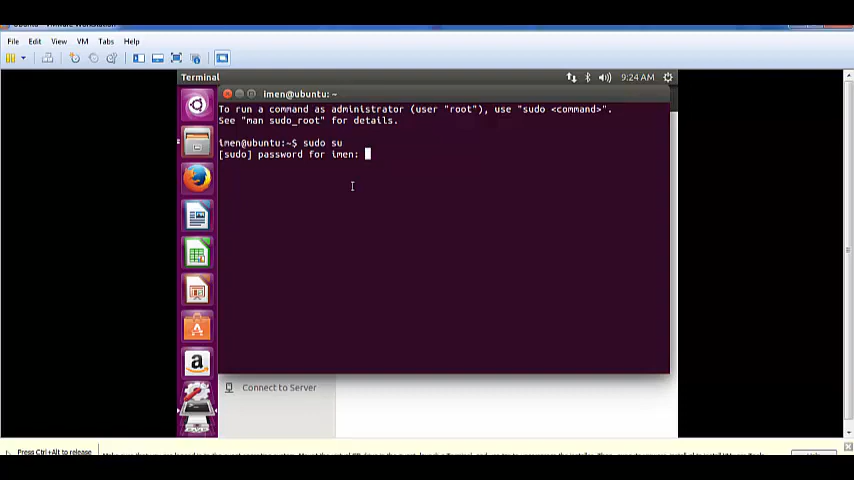 File Edit View VM Tabs Help
Terminal
9:24 AM
imen@ubuntu: ~
To run a command as administrator (user "root"), use "sudo <command>".
See "man sudo_root" for details.
imen@ubuntu:~$ sudo su
[sudo] password for imen:
Connect to Server
Press Ctrl+Alt to release